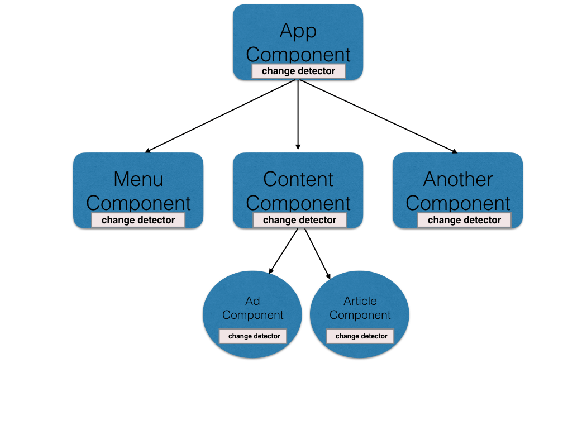 App
Component
change detector
Menu
Component
change detector
Content
Component
change detector
Another
Component
change detector
Ad
Component
change detector
Article
Component
change detector